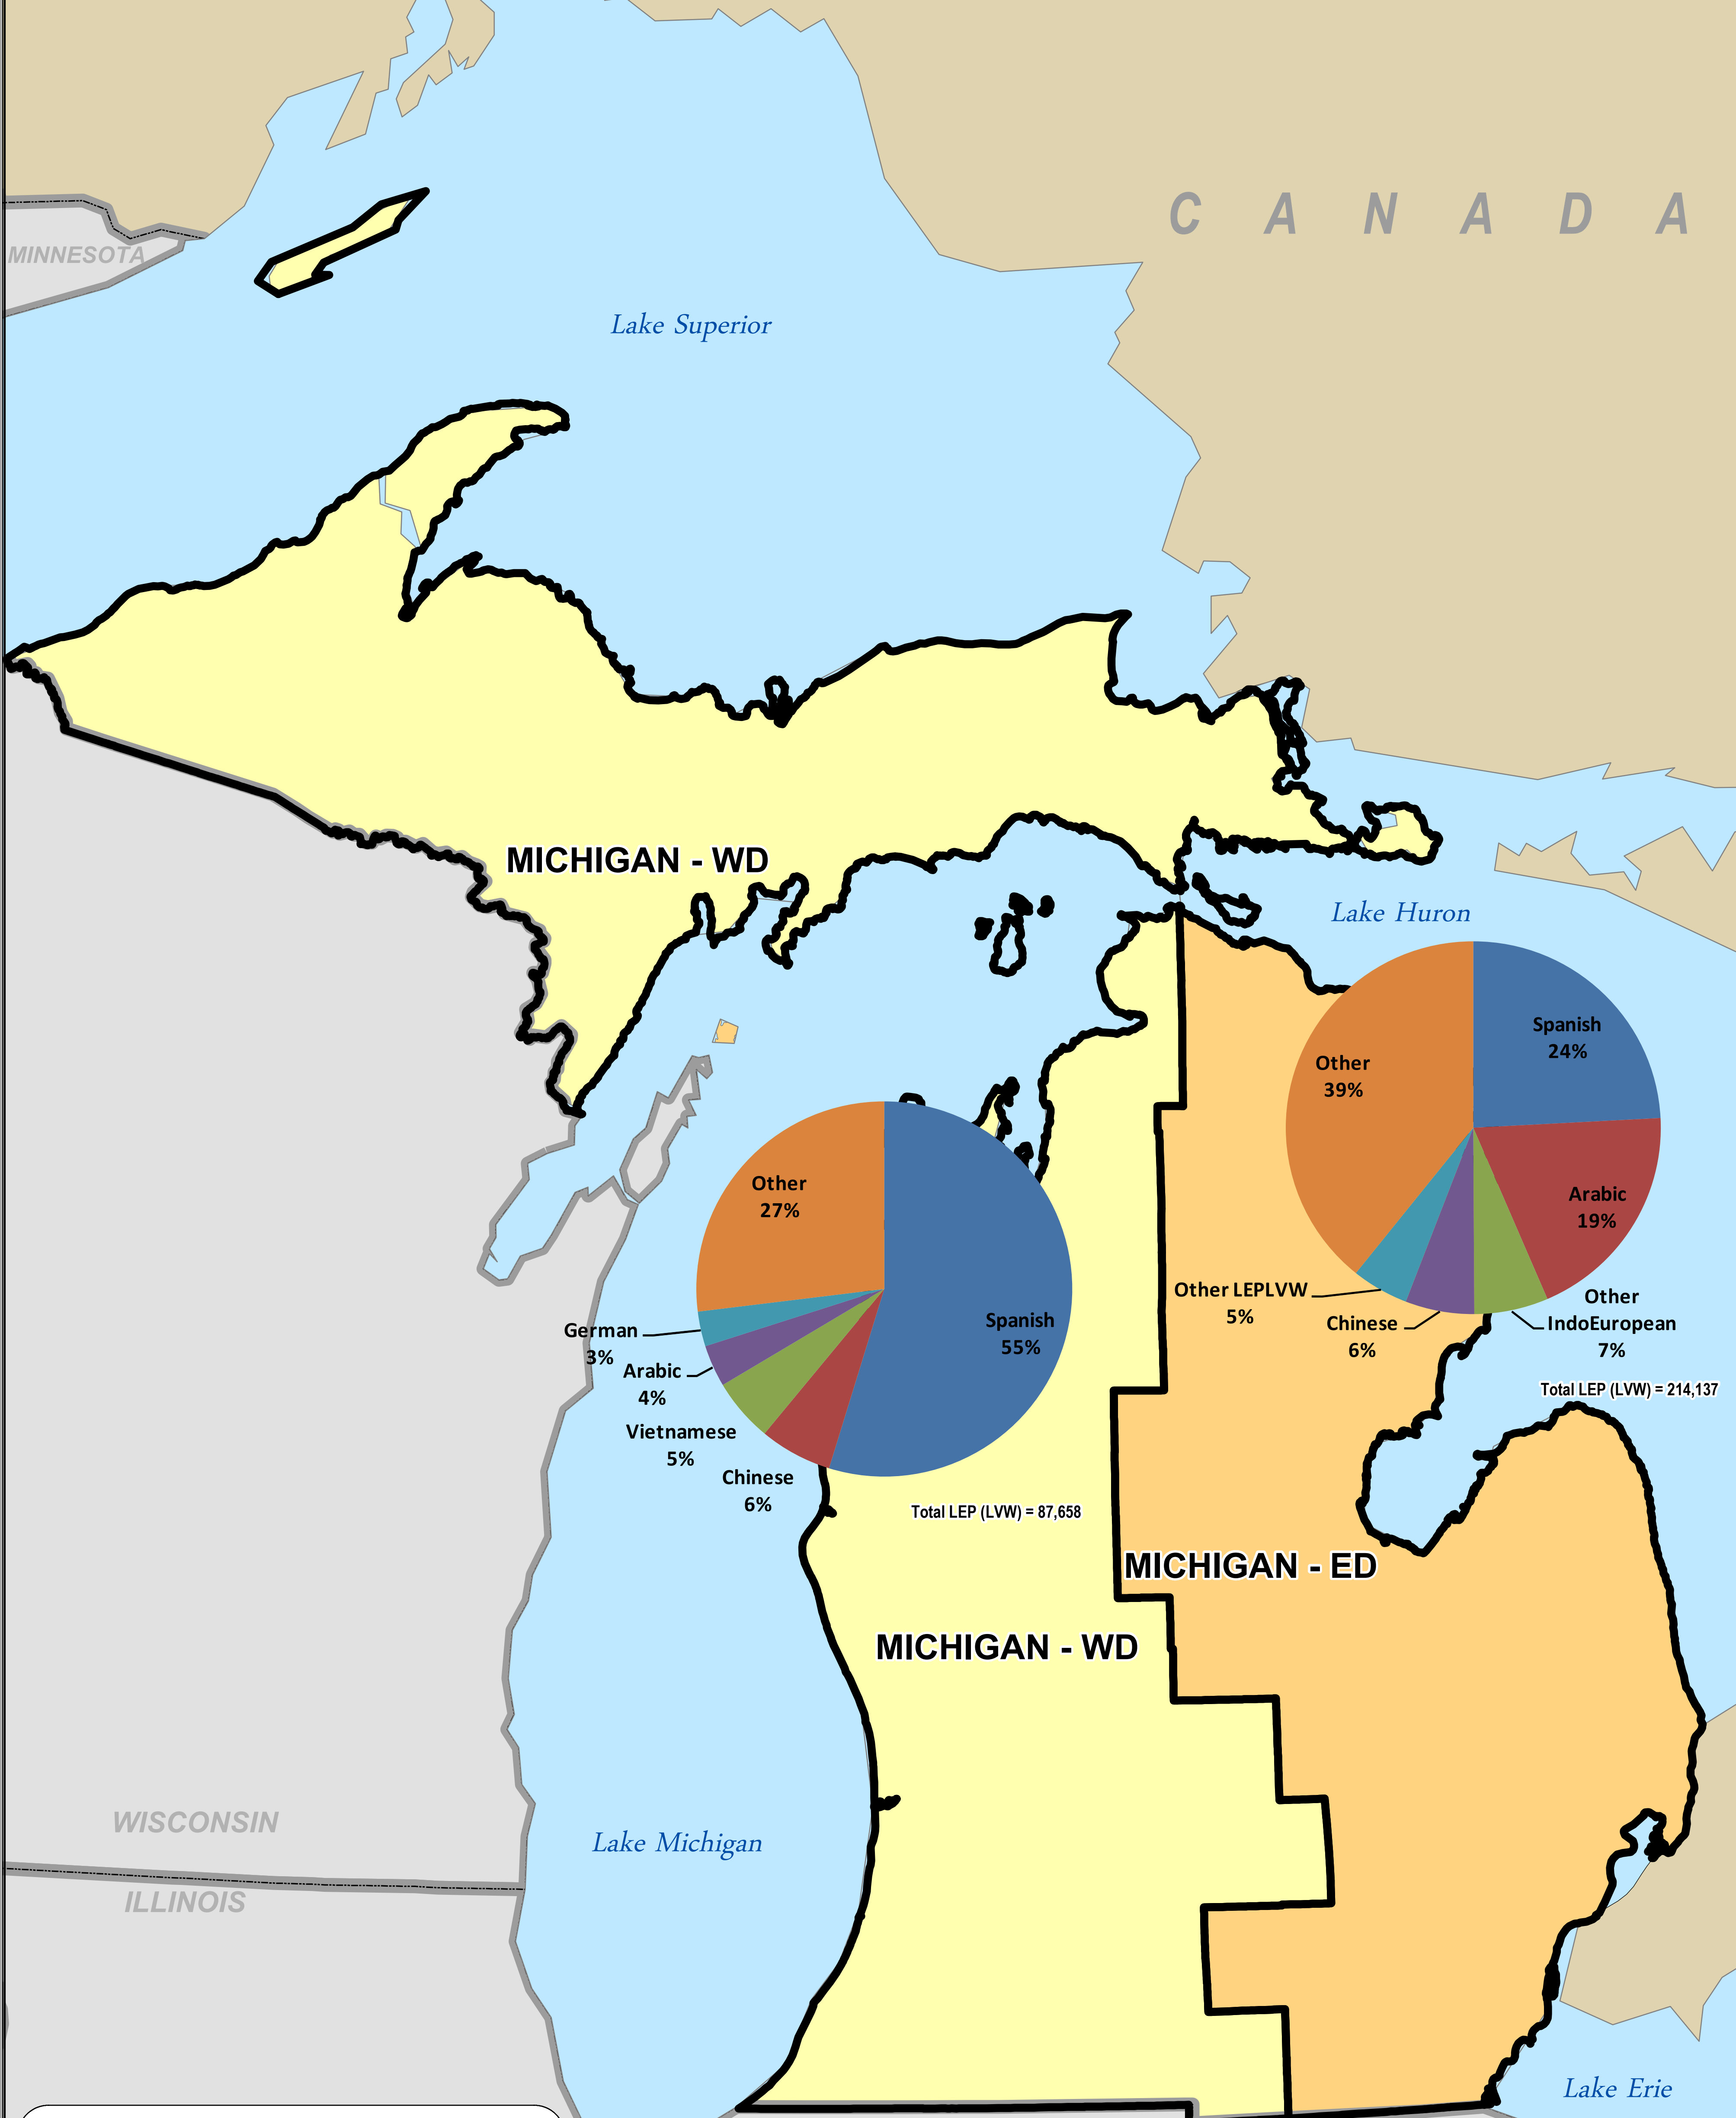 CANADA
MINNESOTA
Lake Superior
MICHIGAN - WD
Lake Huron
Spanish
24%
Other
39%
Arabic
19%
Other LEPLVW
5%
Chinese
6%
Other
IndoEuropean
7%
Total LEP (LVW) = 214,137
Other
27%
German
3%
Arabic
4%
Vietnamese
5%
Chinese
6%
Spanish
55%
Total LEP (LVW) = 87,658
MICHIGAN - ED
MICHIGAN - WD
WISCONSIN
Lake Michigan
ILLINOIS
Lake Erie